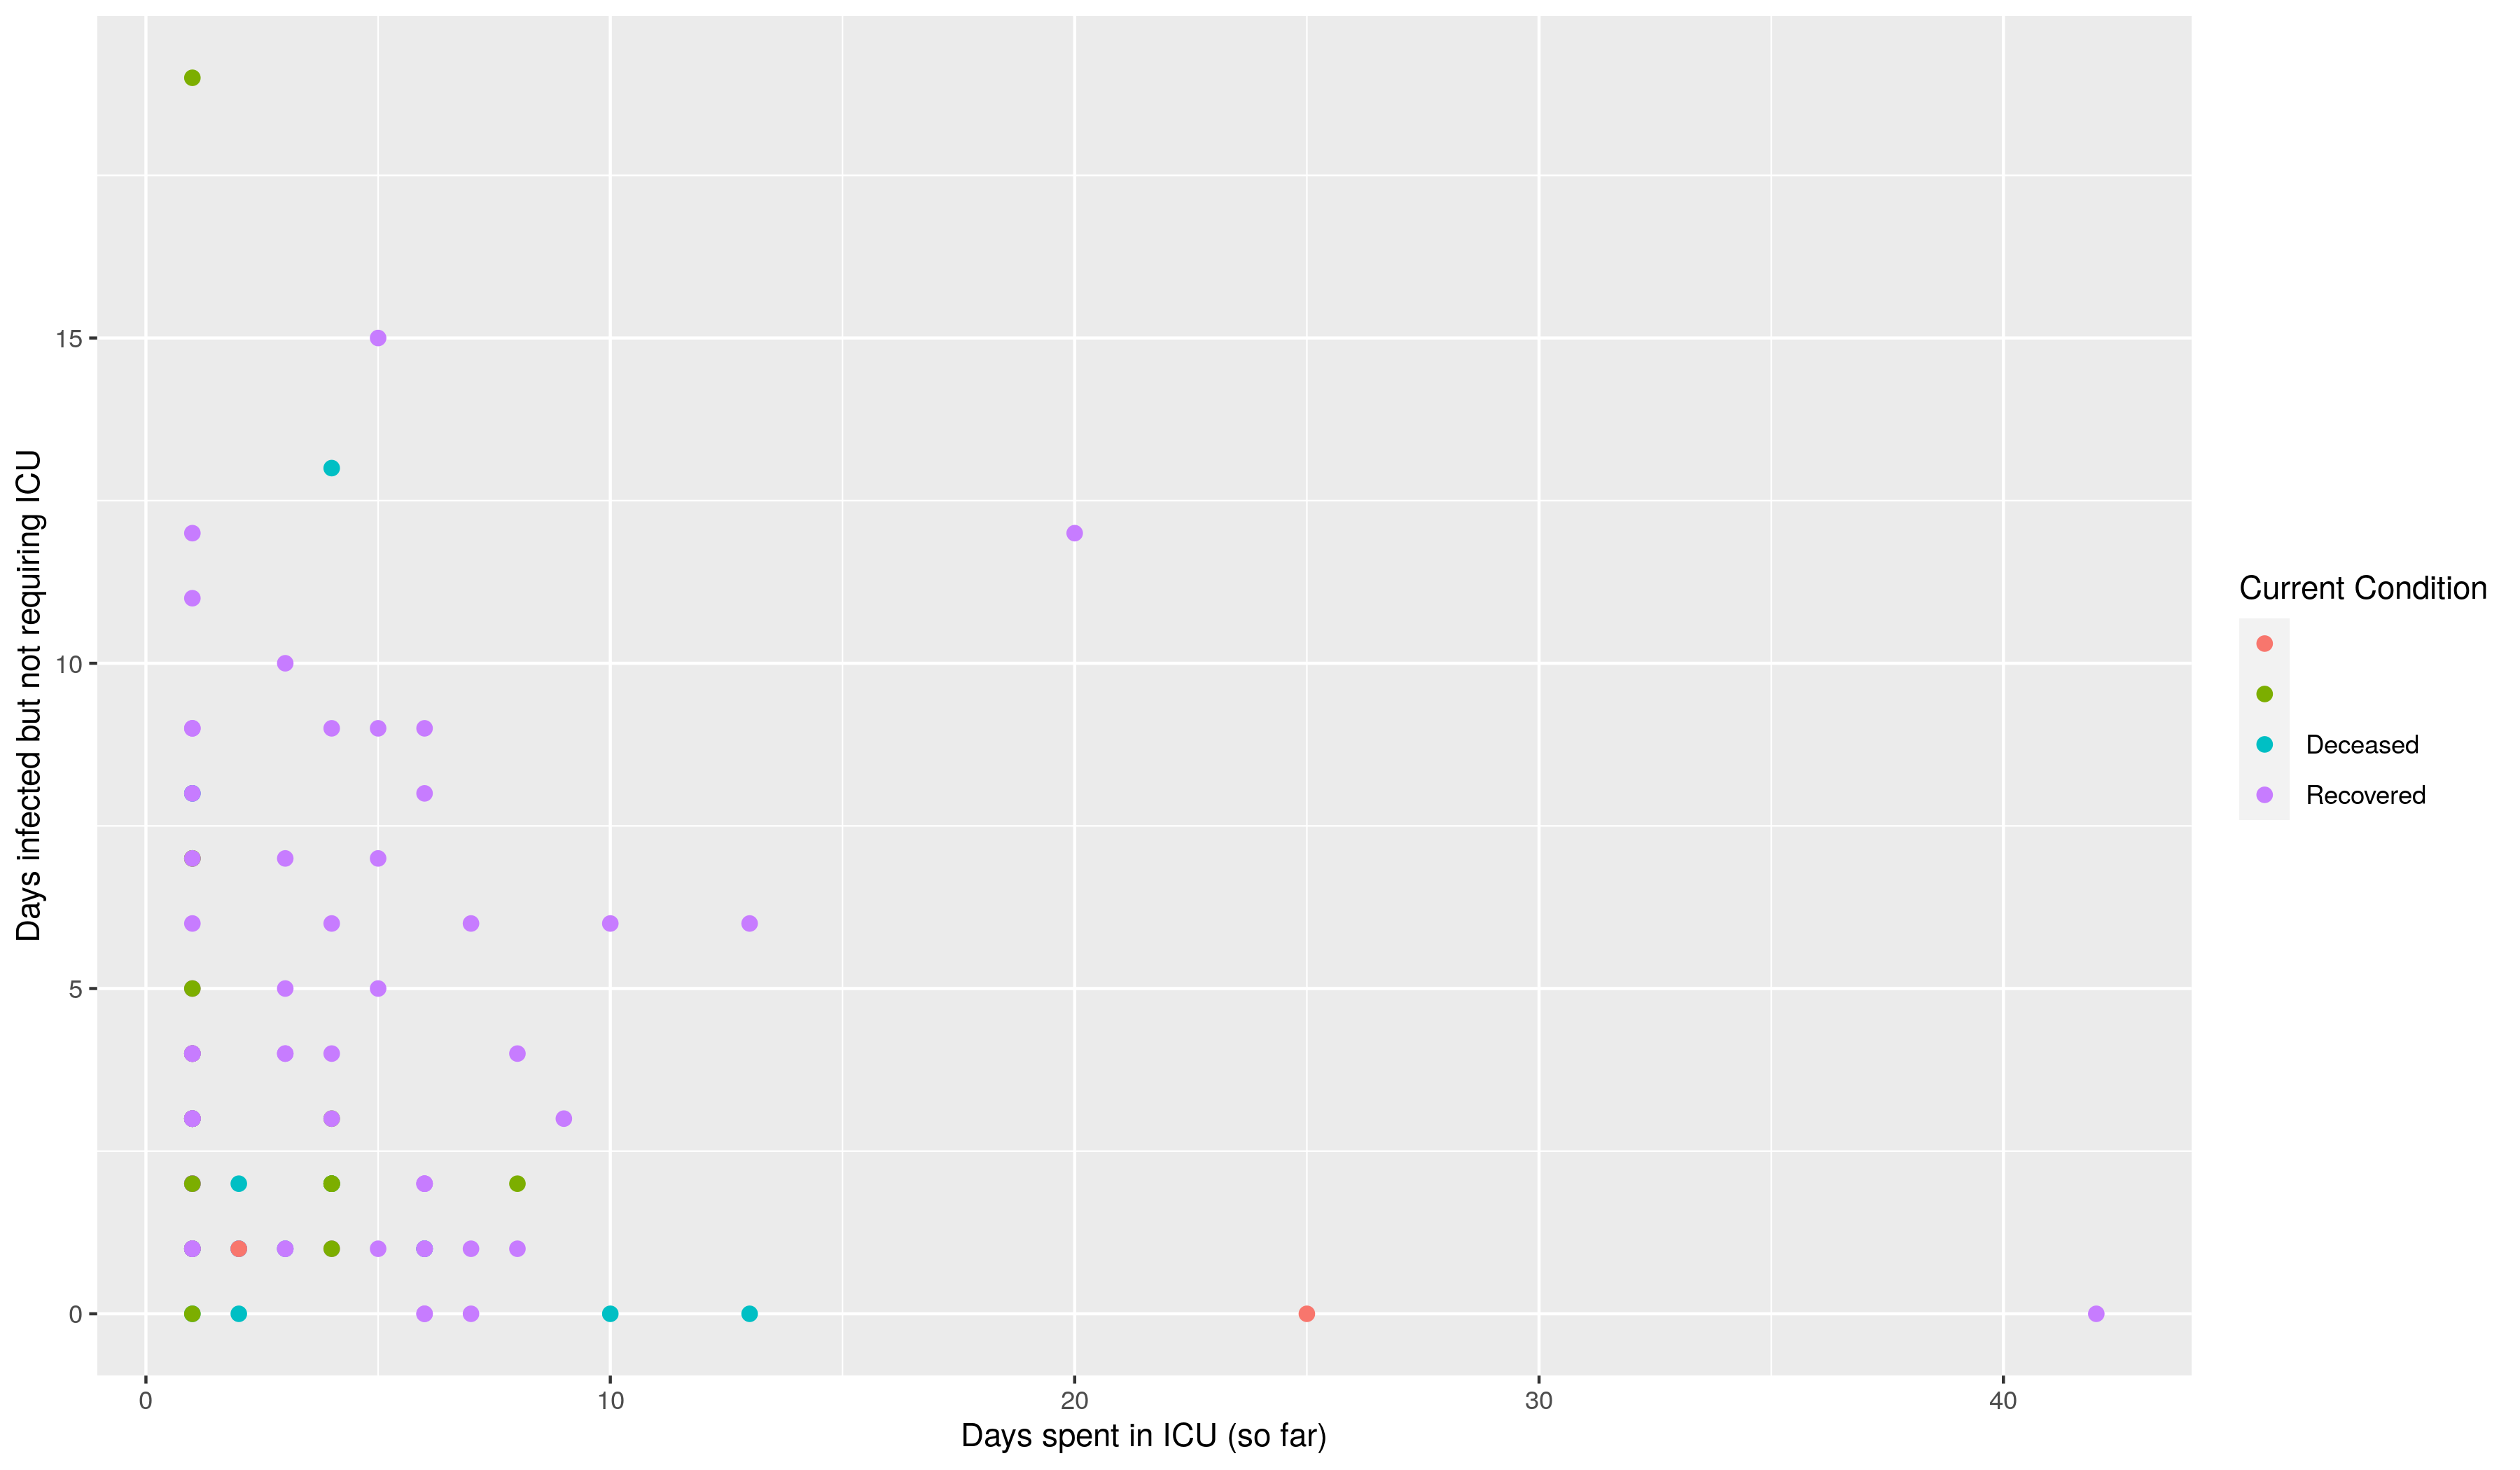 Days infected but not requiring ICU
15
10
5
0
0 10 20 30 40
Days spent in ICU (so far)
Current Condition
Deceased
Recovered